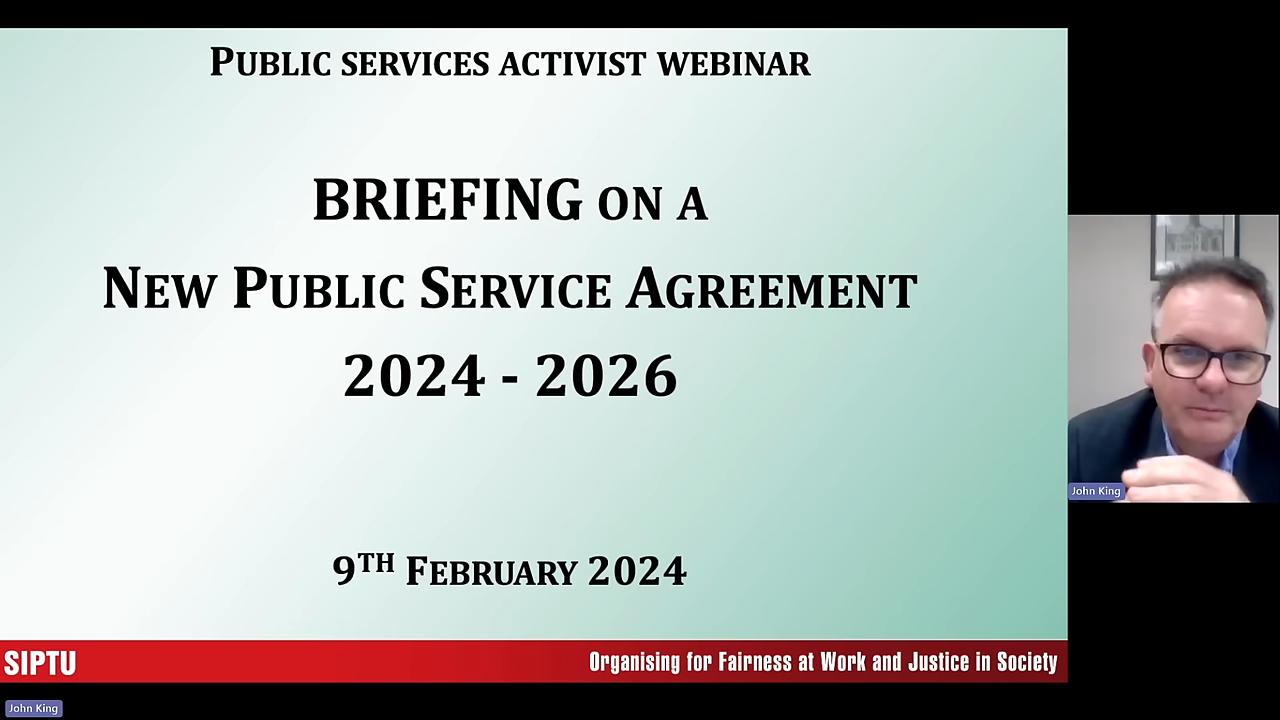 PUBLIC SERVICES ACTIVIST WEBINAR
BRIEFING ON A
NEW PUBLIC SERVICE AGREEMENT
2024 - 2026
9TH FEBRUARY 2024
SIPTU
Organising for Fairness at Work and Justice in Society
John King
John King